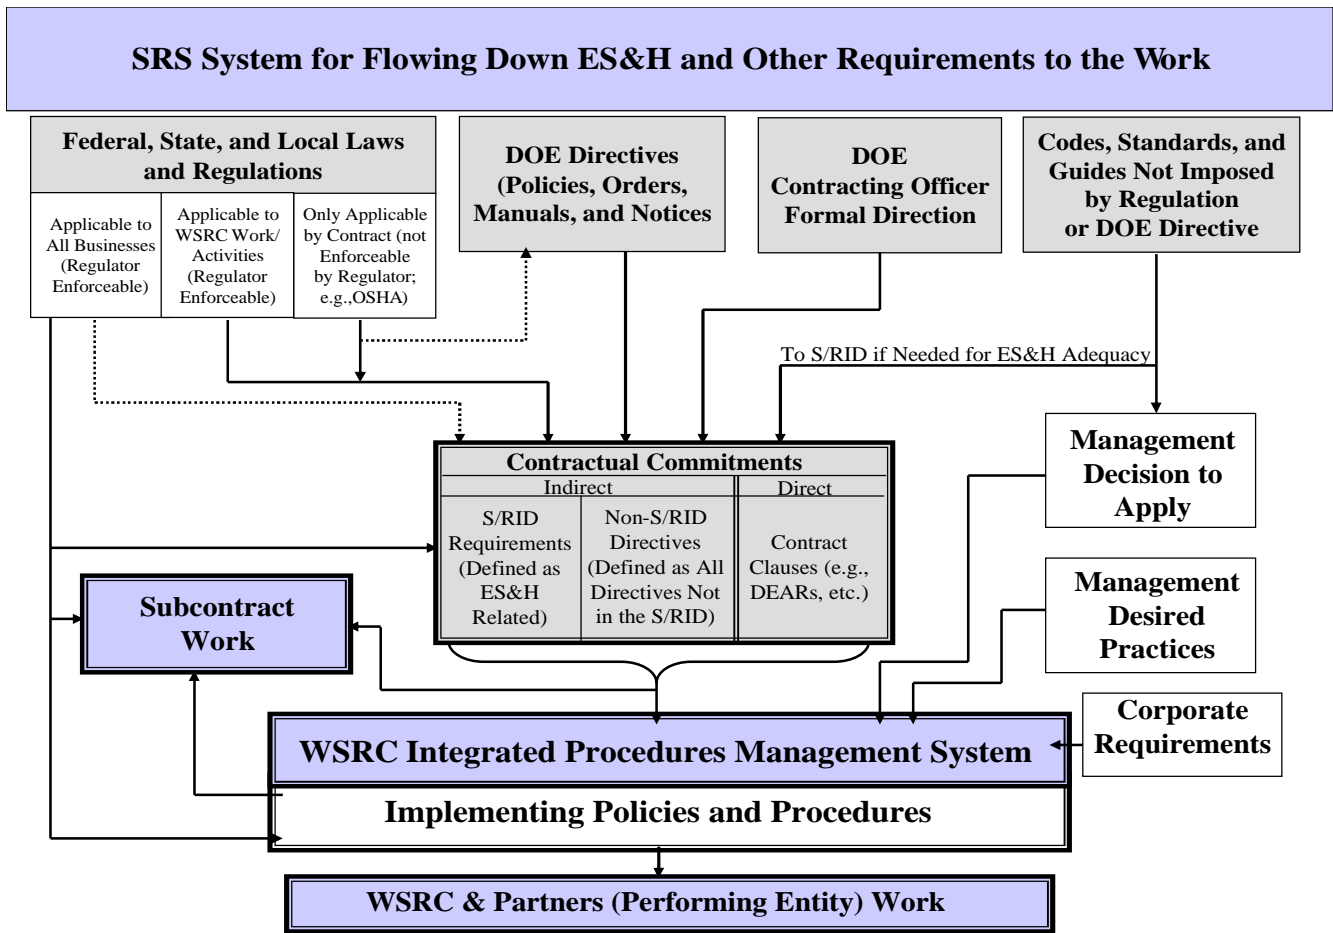 SRS System for Flowing Down ES&H and Other Requirements to the Work
Federal, State, and Local Laws
and Regulations
Applicable to
All Businesses
(Regulator
Enforceable)
Applicable to
WSRC Work/
Activities
(Regulator
Enforceable)
Only Applicable
by Contract (not
Enforceable
by Regulator;
e.g.,OSHA)
DOE Directives
(Policies, Orders,
Manuals, and Notices
DOE
Contracting Officer
Formal Direction
Codes, Standards, and
Guides Not Imposed
by Regulation
or DOE Directive
To S/RID if Needed for ES&H Adequacy
Contractual Commitments
Indirect
Direct
S/RID
Requirements
(Defined as
ES&H
Related)
Non-S/RID
Directives
(Defined as All
Directives Not
in the S/RID)
Contract
Clauses (e.g.,
DEARs, etc.)
Management
Decision to
Apply
Management
Desired
Practices
Corporate
Requirements
Subcontract
Work
WSRC Integrated Procedures Management System
Implementing Policies and Procedures
WSRC & Partners (Performing Entity) Work